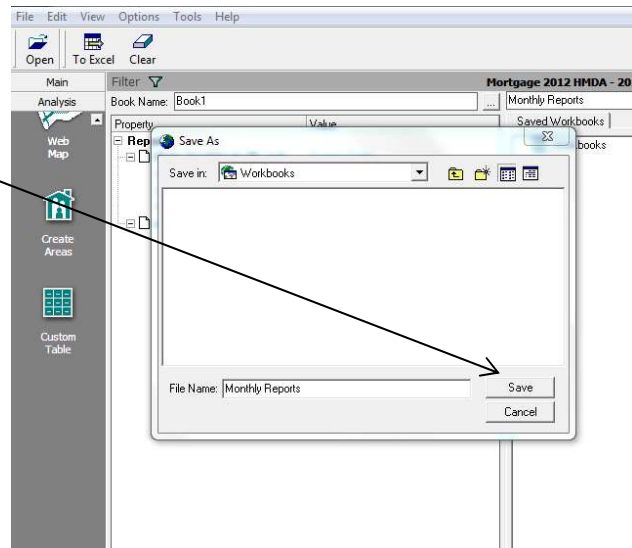 File Edit View Options Tools Help
Open To Excel Clear
Main
Analysis
Web
Map
Create
Areas
Custom
Table
Filter
Mortgage 2012 HMDA - 20
Book Name: Book1 ...
Monthly Reports
Property Value
Saved Workbooks
Rep
books
Save As
Save in: Workbooks
File Name: Monthly Reports
Save
Cancel